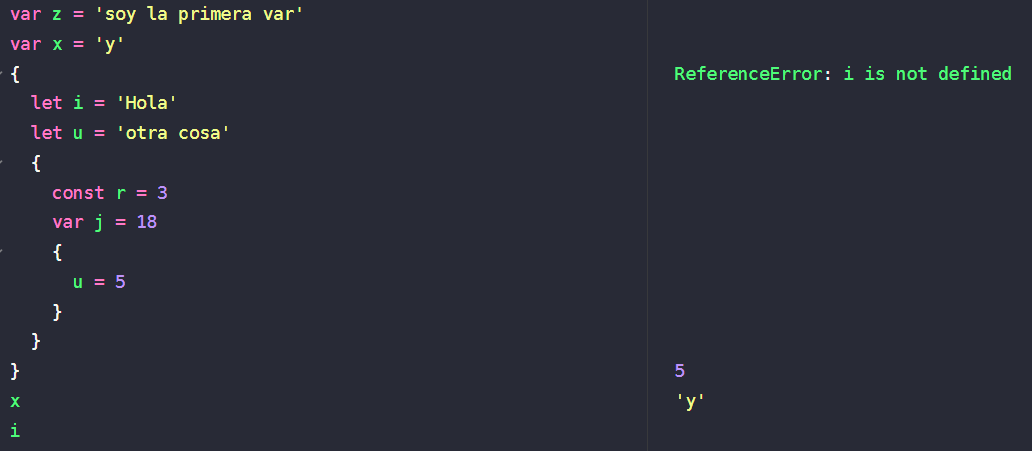 var z = 'soy la primera var'
var x = 'y'
{ ReferenceError: i is not defined
let i = 'Hola'
let u = 'otra cosa'
{
const r = 3
var j = 18
{
u = 5
}
}
} 5
x 'y'
i